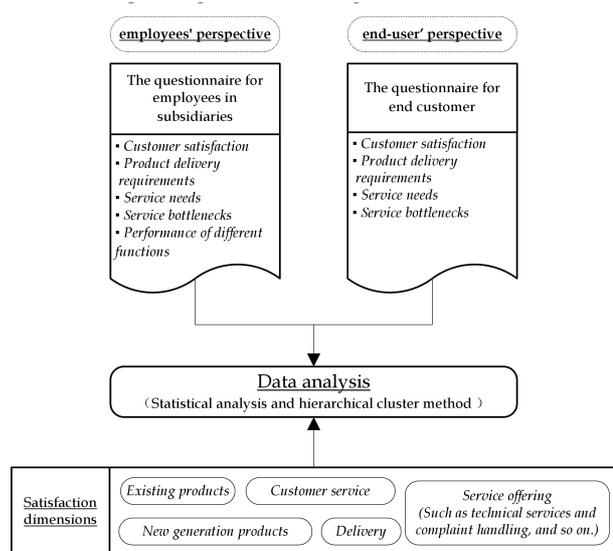 employees' perspective
end-user’ perspective
The questionnaire for
employees in
subsidiaries
▪ Customer satisfaction
▪ Product delivery
requirements
▪ Service needs
▪ Service bottlenecks
▪ Performance of different
functions
The questionnaire for
end customer
▪ Customer satisfaction
▪ Product delivery
requirements
▪ Service needs
▪ Service bottlenecks
Data analysis
（Statistical analysis and hierarchical cluster method ）
Satisfaction
dimensions
Existing products
Customer service
New generation products
Delivery
Service offering
(Such as technical services and
complaint handling, and so on.)